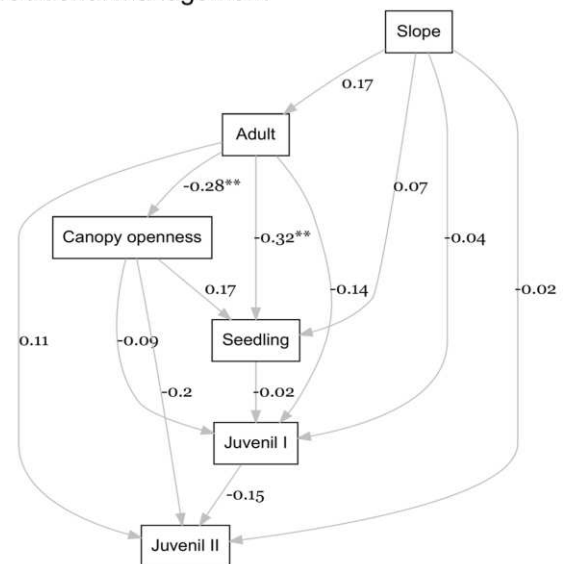 Slope
0.17
Adult
-0.28**
0.07
Canopy openness
-0.32**
-0.04
0.17
-0.14
-0.02
0.11
-0.09
Seedling
-0.2
-0.02
Juvenil I
-0.15
Juvenil II